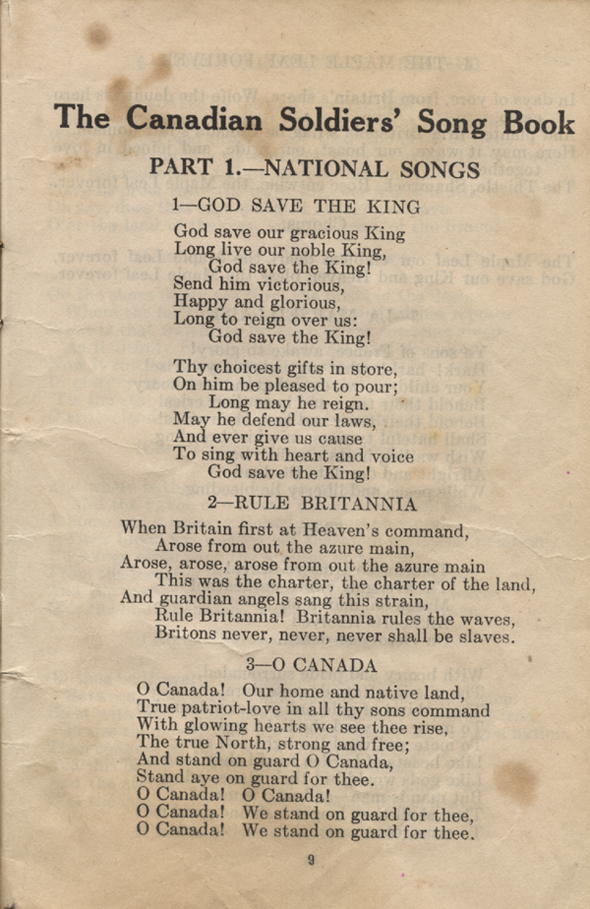 The Canadian Soldiers' Song Book
PART 1.—NATIONAL SONGS
1—GOD SAVE THE KING
God save our gracious King
Long live our noble King,
God save the King!
Send him victorious,
Happy and glorious,
Long to reign over us:
God save the King!
Thy choicest gifts in store,
On him be pleased to pour;
Long may he reign.
May he defend our laws,
And ever give us cause
To sing with heart and voice
God save the King!
2—RULE BRITANNIA
When Britain first at Heaven's command,
Arose from out the azure main,
Arose, arose, arose from out the azure main
This was the charter, the charter of the land,
And guardian angels sang this strain,
Rule Britannia! Britannia rules the waves,
Britons never, never, never shall be slaves.
3—O CANADA
O Canada! Our home and native land,
True patriot-love in all thy sons command
With glowing hearts we see thee rise,
The true North, strong and free;
And stand on guard O Canada,
Stand aye on guard for thee.
O Canada! O Canada!
O Canada! We stand on guard for thee,
O Canada! We stand on guard for thee.
9